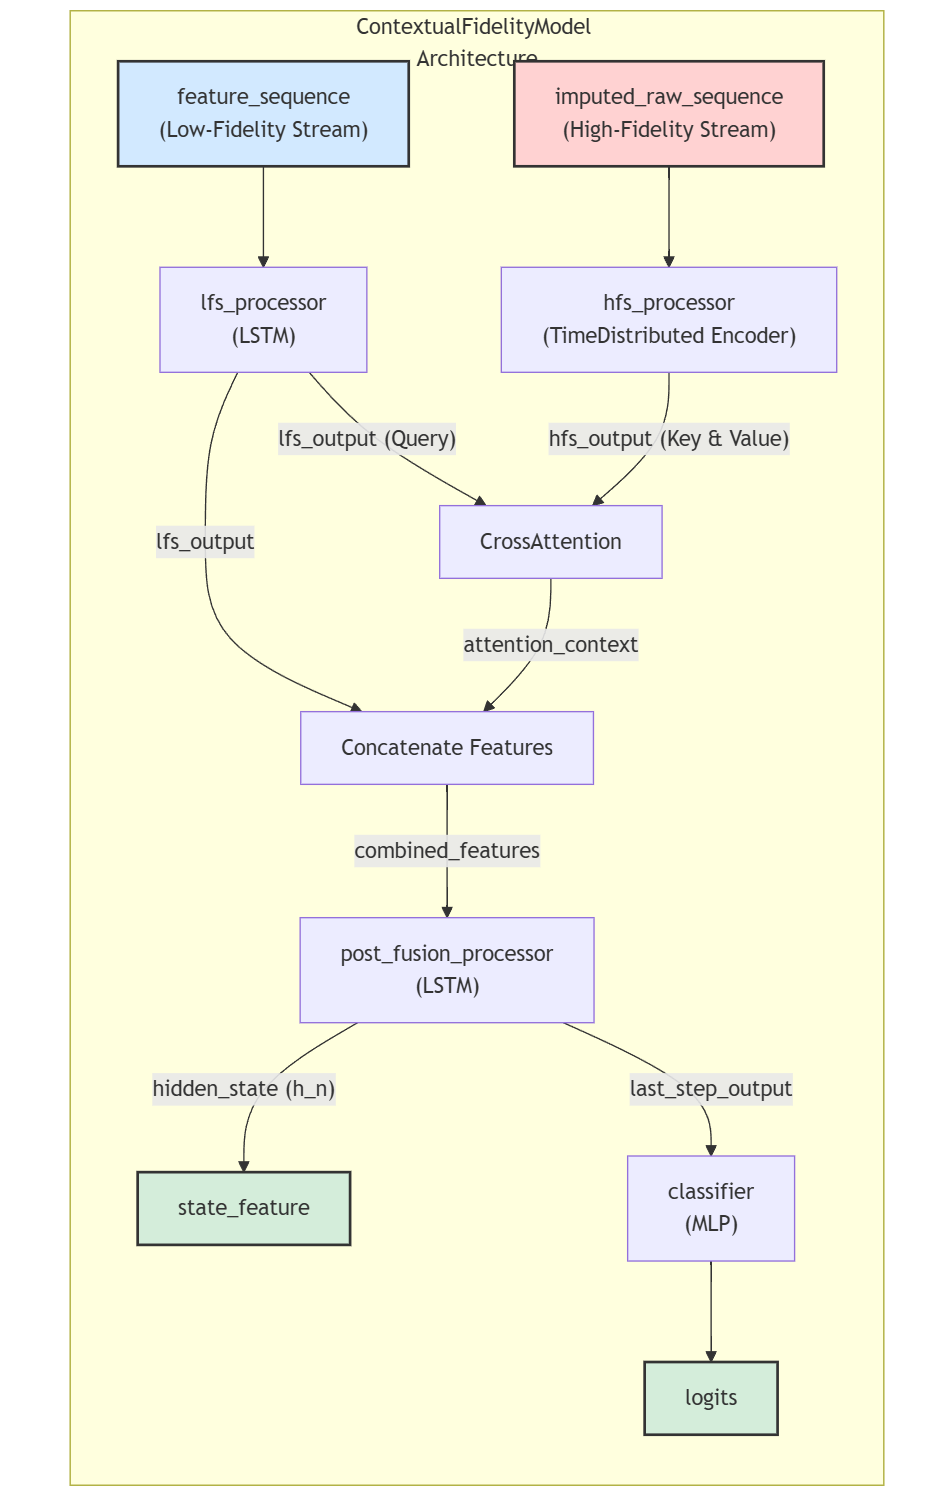 ContextualFidelityModel
Architecture
feature_sequence
(Low-Fidelity Stream)
imputed_raw_sequence
(High-Fidelity Stream)
lfs_processor
(LSTM)
hfs_processor
(TimeDistributed Encoder)
lfs_output (Query)
hfs_output (Key & Value)
lfs_output
CrossAttention
attention_context
Concatenate Features
combined_features
post_fusion_processor
(LSTM)
hidden_state (h_n)
last_step_output
state_feature
classifier
(MLP)
logits